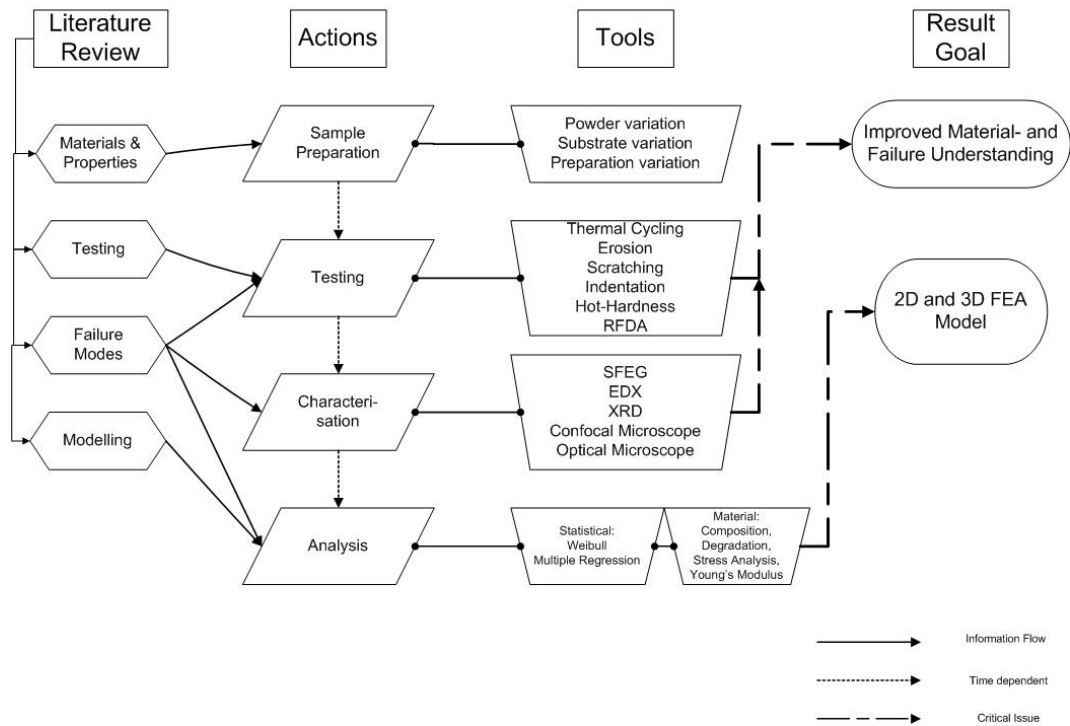 Literature
Review
Actions
Tools
Result
Goal
Materials &
Properties
Sample
Preparation
Powder variation
Substrate variation
Preparation variation
Improved Material- and
Failure Understanding
Testing
Testing
Thermal Cycling
Erosion
Scratching
Indentation
Hot-Hardness
RFDA
2D and 3D FEA
Model
Failure
Modes
Characteri-
sation
SFEG
EDX
XRD
Confocal Microscope
Optical Microscope
Modelling
Analysis
Statistical:
Weibull
Multiple Regression
Material:
Composition,
Degradation,
Stress Analysis,
Young's Modulus
Information Flow
Time dependent
Critical Issue